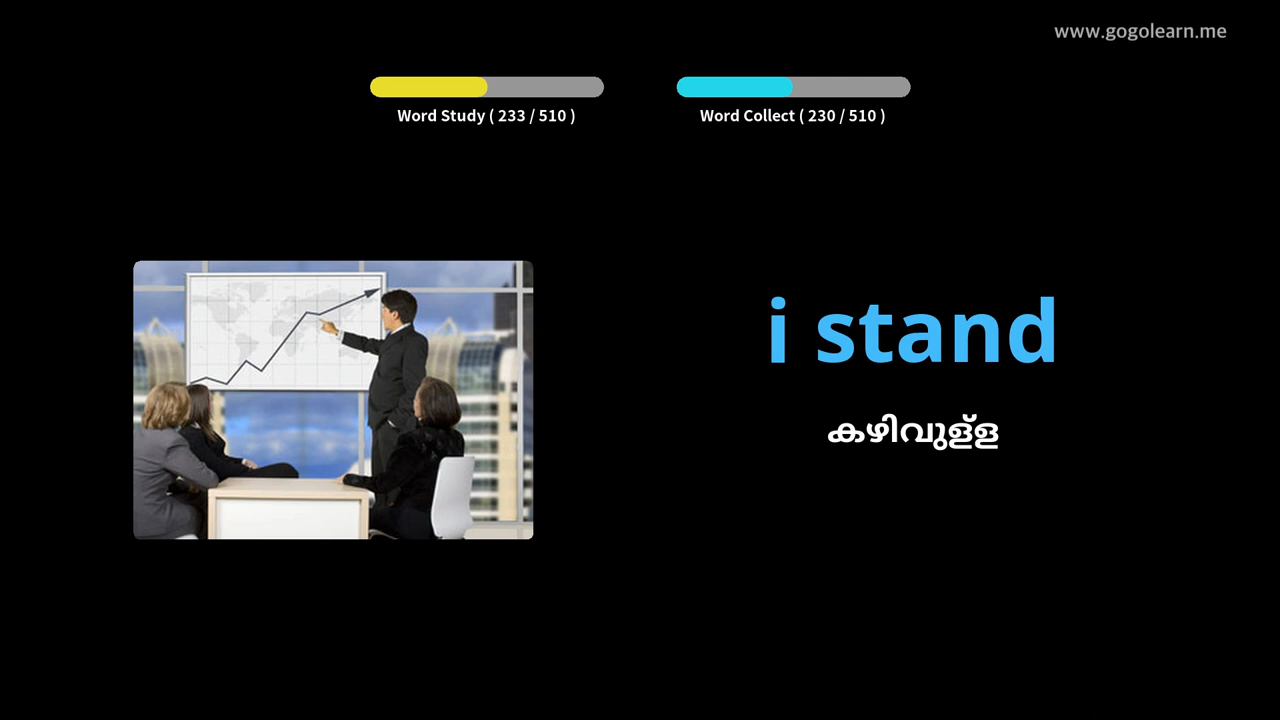 www.gogolearn.me
Word Study ( 233 / 510 )
Word Collect ( 230 / 510 )
i stand
കഴിവുള്ള